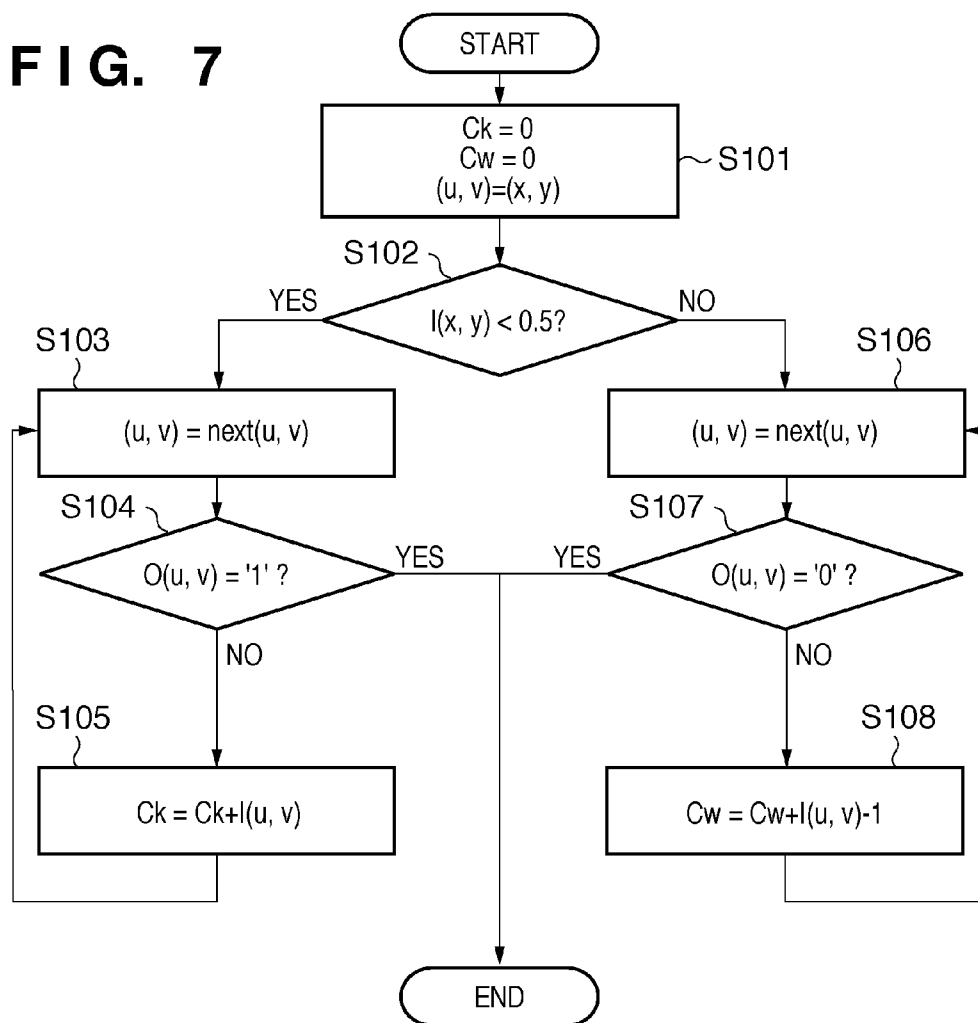 FIG. 7
START
Ck = 0
Cw = 0
(u, v)=(x, y)
S101
S102
I(x, y) < 0.5?
YES
NO
S103
(u, v) = next(u, v)
S106
(u, v) = next(u, v)
S104
O(u, v) = '1' ?
YES
NO
S107
O(u, v) = '0' ?
YES
NO
S105
Ck = Ck+I(u, v)
S108
Cw = Cw+I(u, v)-1
END